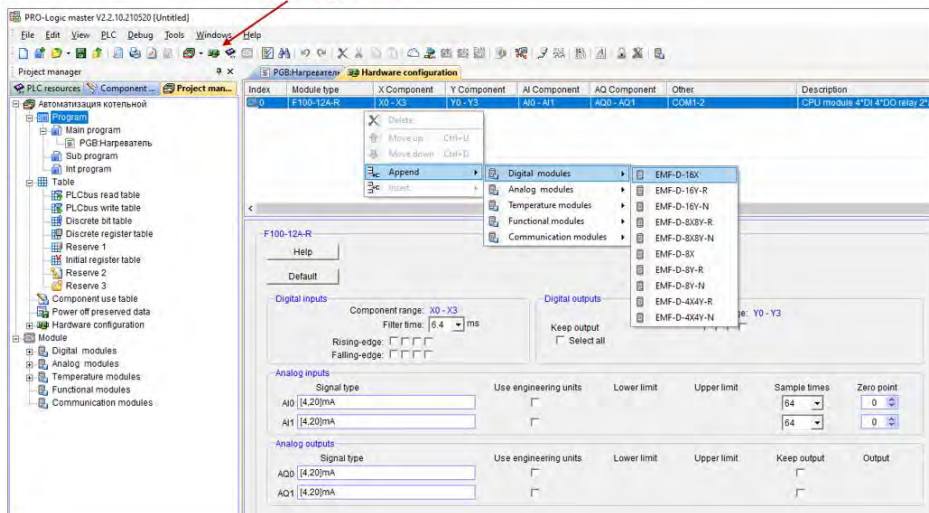 PRO-Logic master V2.2.10.210520 [Untitled]
File Edit View PLC Debug Tools Windows Help
Project manager
PLC resources Component ... Project man...
Автоматизация котельной
Program
Main program
PGB:Нагреватель
Sub program
Int program
Table
PLCbus read table
PLCbus write table
Discrete bit table
Discrete register table
Reserve 1
Initial register table
Reserve 2
Reserve 3
Component use table
Power off preserved data
Hardware configuration
Module
Digital modules
Analog modules
Temperature modules
Functional modules
Communication modules
PGB:Нагреватель Hardware configuration
Index Module type X Component Y Component AI Component AQ Component Other Description
0 F100-12A-R X0 - X3 Y0 - Y3 AI0 - AI1 AQ0 - AQ1 COM1-2 CPU module 4*DI 4*DO relay 2*
Delete
Move up Ctrl+U
Move down Ctrl+D
Append
Insert
Digital modules
Analog modules
Temperature modules
Functional modules
Communication modules
EMF-D-16X
EMF-D-16Y-R
EMF-D-16Y-N
EMF-D-8X8Y-R
EMF-D-8X8Y-N
EMF-D-8X
EMF-D-8Y-R
EMF-D-8Y-N
EMF-D-4X4Y-R
EMF-D-4X4Y-N
F100-12A-R
Help
Default
Digital inputs
Component range: X0 - X3
Filter time: 6.4 ms
Rising-edge:
Falling-edge:
Digital outputs
Y0 - Y3
Keep output
Select all
Analog inputs
Signal type Use engineering units Lower limit Upper limit Sample times Zero point
AI0 [4,20]mA 64 0
AI1 [4,20]mA 64 0
Analog outputs
Signal type Use engineering units Lower limit Upper limit Keep output Output
AQ0 [4,20]mA
AQ1 [4,20]mA